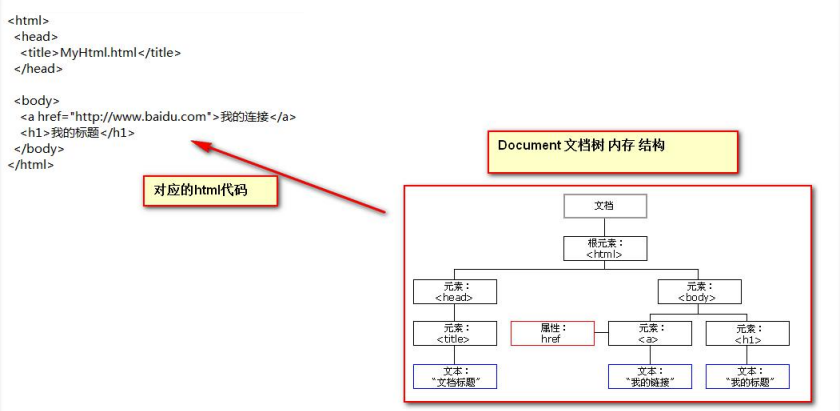 <html>
<head>
<title>MyHtml.html</title>
</head>
<body>
<a href="http://www.baidu.com">我的连接</a>
<h1>我的标题</h1>
</body>
</html>
对应的html代码
Document 文档树 内存 结构
文档
根元素：
<html>
元素：
<head>
元素：
<body>
元素：
<title>
属性：
href
元素：
<a>
元素：
<h1>
文本：
“文档标题”
文本：
“我的链接”
文本：
“我的标题”